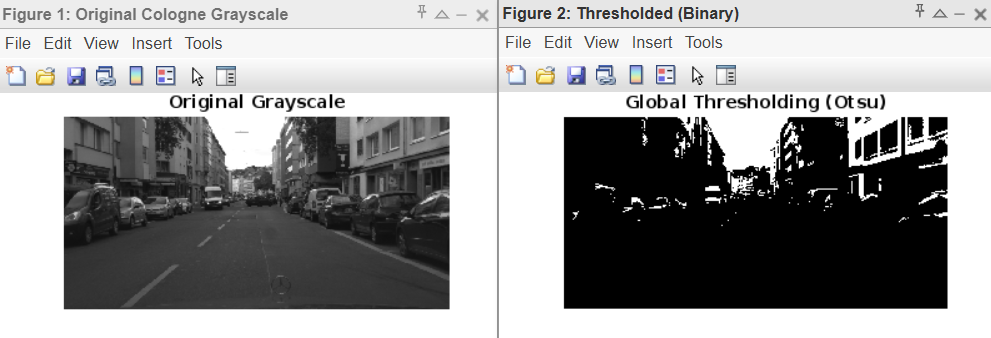 Figure 1: Original Cologne Grayscale
File Edit View Insert Tools
Original Grayscale
Figure 2: Thresholded (Binary)
File Edit View Insert Tools
Global Thresholding (Otsu)